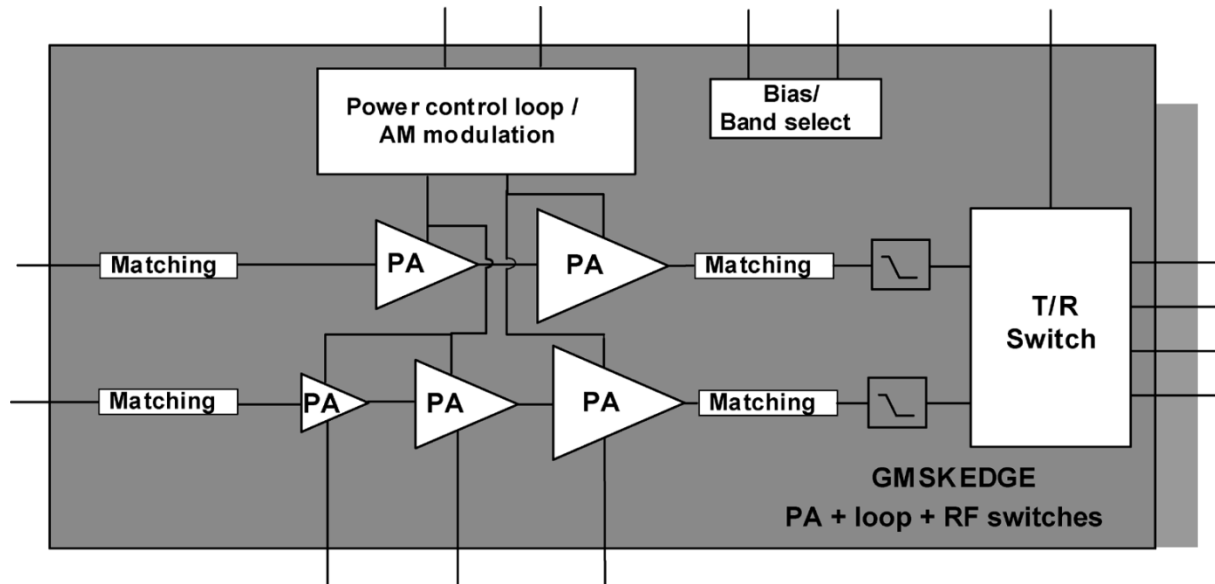 Power control loop /
AM modulation
Bias/
Band select
Matching
PA
PA
Matching
T/R
Switch
Matching
PA
PA
PA
Matching
GMSKEDGE
PA + loop + RF switches